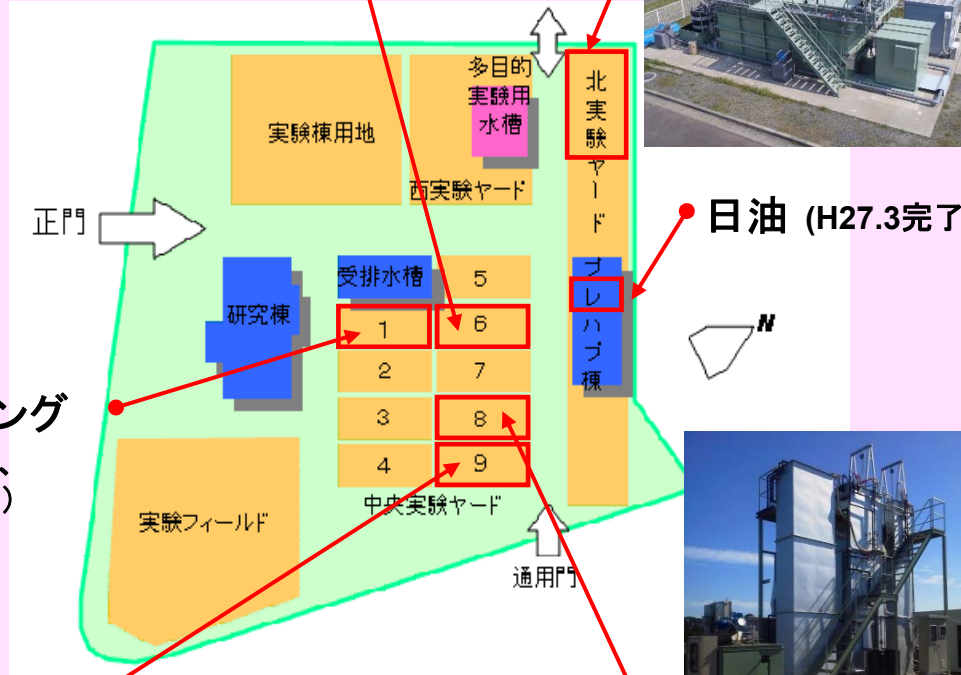 多目的
実験用
水槽
北実験ヤード
実験棟用地
西実験ヤード
正門
日油 (H27.3完了
受排水槽
5
プレハブ棟
研究棟
1
6
N
2
7
ング
3
8
、
4
9
)
中央実験ヤード
実験フィールド
通用門